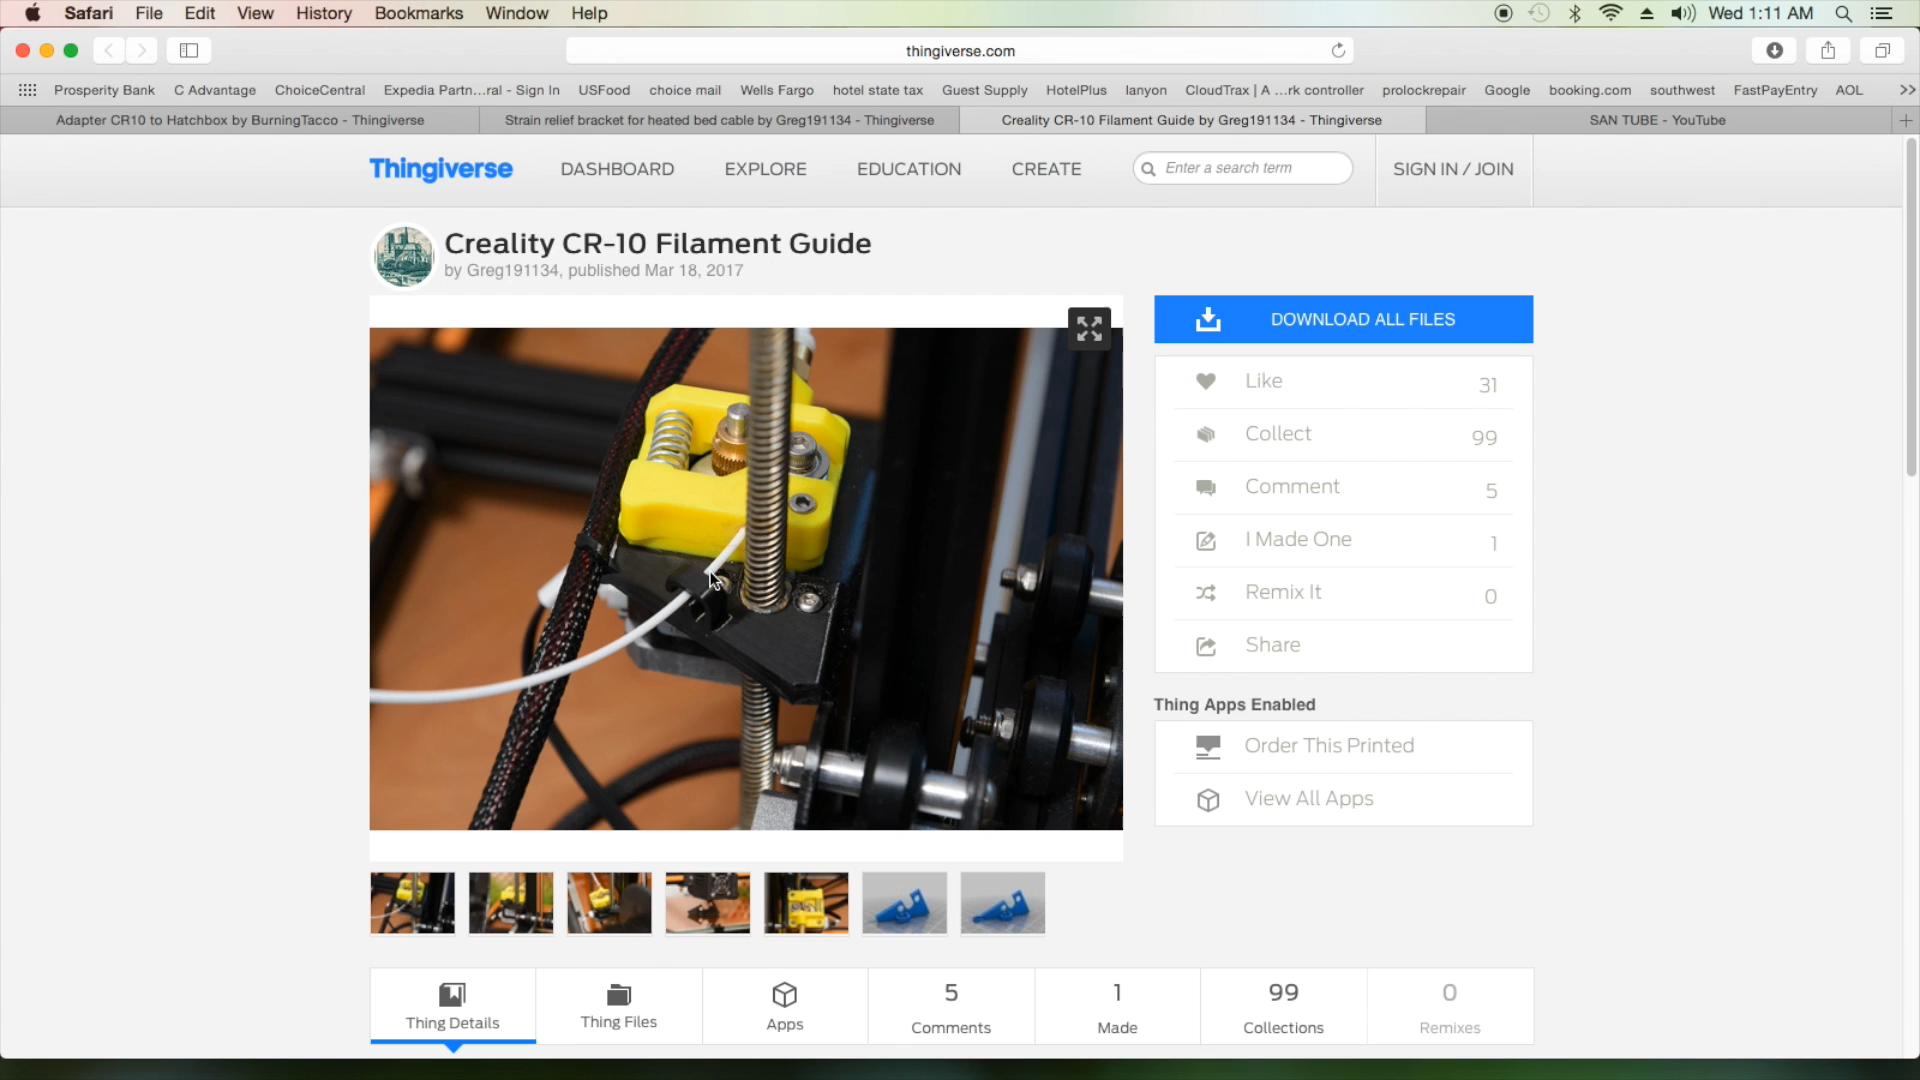 Safari File Edit View History Bookmarks Window Help Wed 1:11 AM
thingiverse.com
Prosperity Bank C Advantage ChoiceCentral Expedia Partn...ral - Sign In USFood choice mail Wells Fargo hotel state tax Guest Supply HotelPlus lanyon CloudTrax | A ...rk controller prolockrepair Google booking.com southwest FastPayEntry AOL >>
Adapter CR10 to Hatchbox by BurningTacco - Thingiverse Strain relief bracket for heated bed cable by Greg191134 - Thingiverse Creality CR-10 Filament Guide by Greg191134 - Thingiverse SAN TUBE - YouTube
Thingiverse DASHBOARD EXPLORE EDUCATION CREATE Enter a search term SIGN IN / JOIN
Creality CR-10 Filament Guide
by Greg191134, published Mar 18, 2017
DOWNLOAD ALL FILES
Like 31
Collect 99
Comment 5
I Made One 1
Remix It 0
Share
Thing Apps Enabled
Order This Printed
View All Apps
Thing Details
Thing Files
Apps
5
Comments
1
Made
99
Collections
0
Remixes